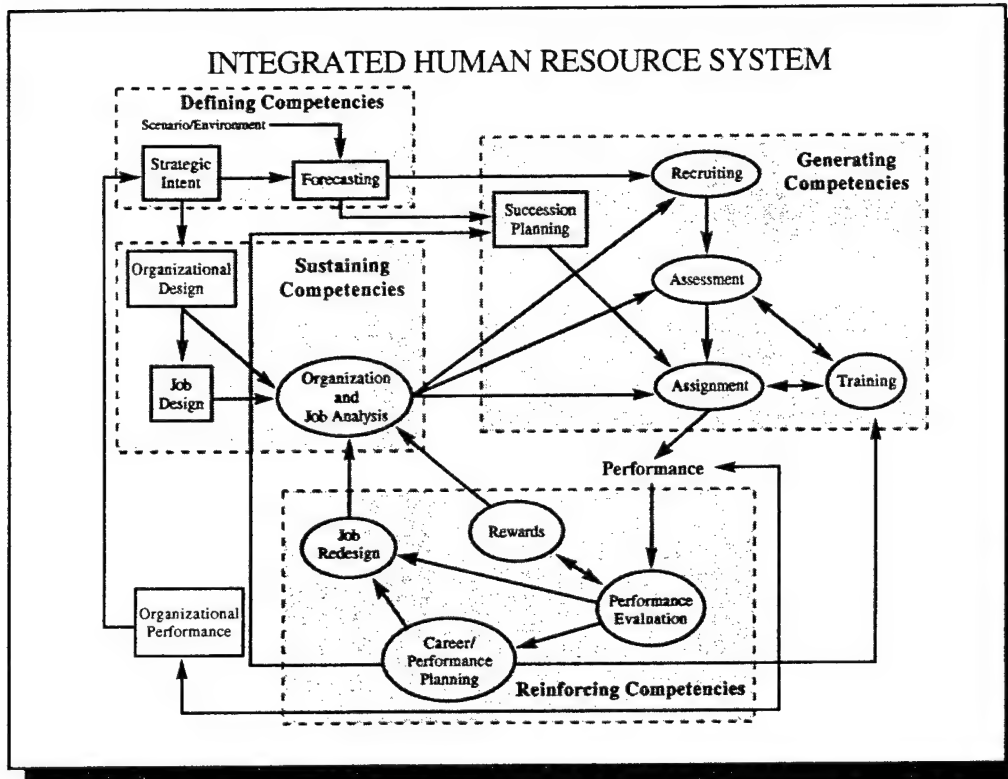 INTEGRATED HUMAN RESOURCE SYSTEM
Defining Competencies
Scenario/Environment
Strategic
Intent
Forecasting
Generating
Competencies
Recruiting
Succession
Planning
Organizational
Design
Sustaining
Competencies
Assessment
Job
Design
Organization
and
Job Analysis
Assignment
Training
Performance
Job
Redesign
Rewards
Performance
Evaluation
Organizational
Performance
Career/
Performance
Planning
Reinforcing Competencies